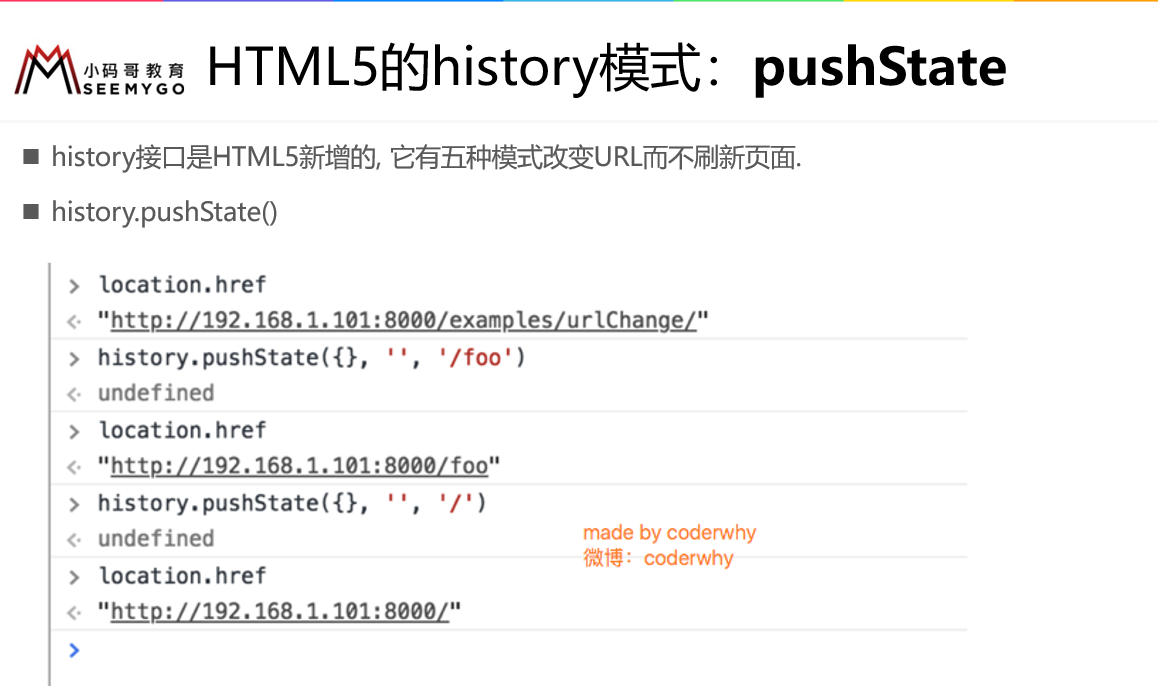 小码哥教育
SEEMYGO
HTML5的history模式：pushState
■ history接口是HTML5新增的, 它有五种模式改变URL而不刷新页面.
■ history.pushState()
> location.href
<· "http://192.168.1.101:8000/examples/urlChange/"
> history.pushState({}, '', '/foo')
<· undefined
> location.href
<· "http://192.168.1.101:8000/foo"
> history.pushState({}, '', '/')
<· undefined
made by coderwhy
微博：coderwhy
> location.href
<· "http://192.168.1.101:8000/"
>